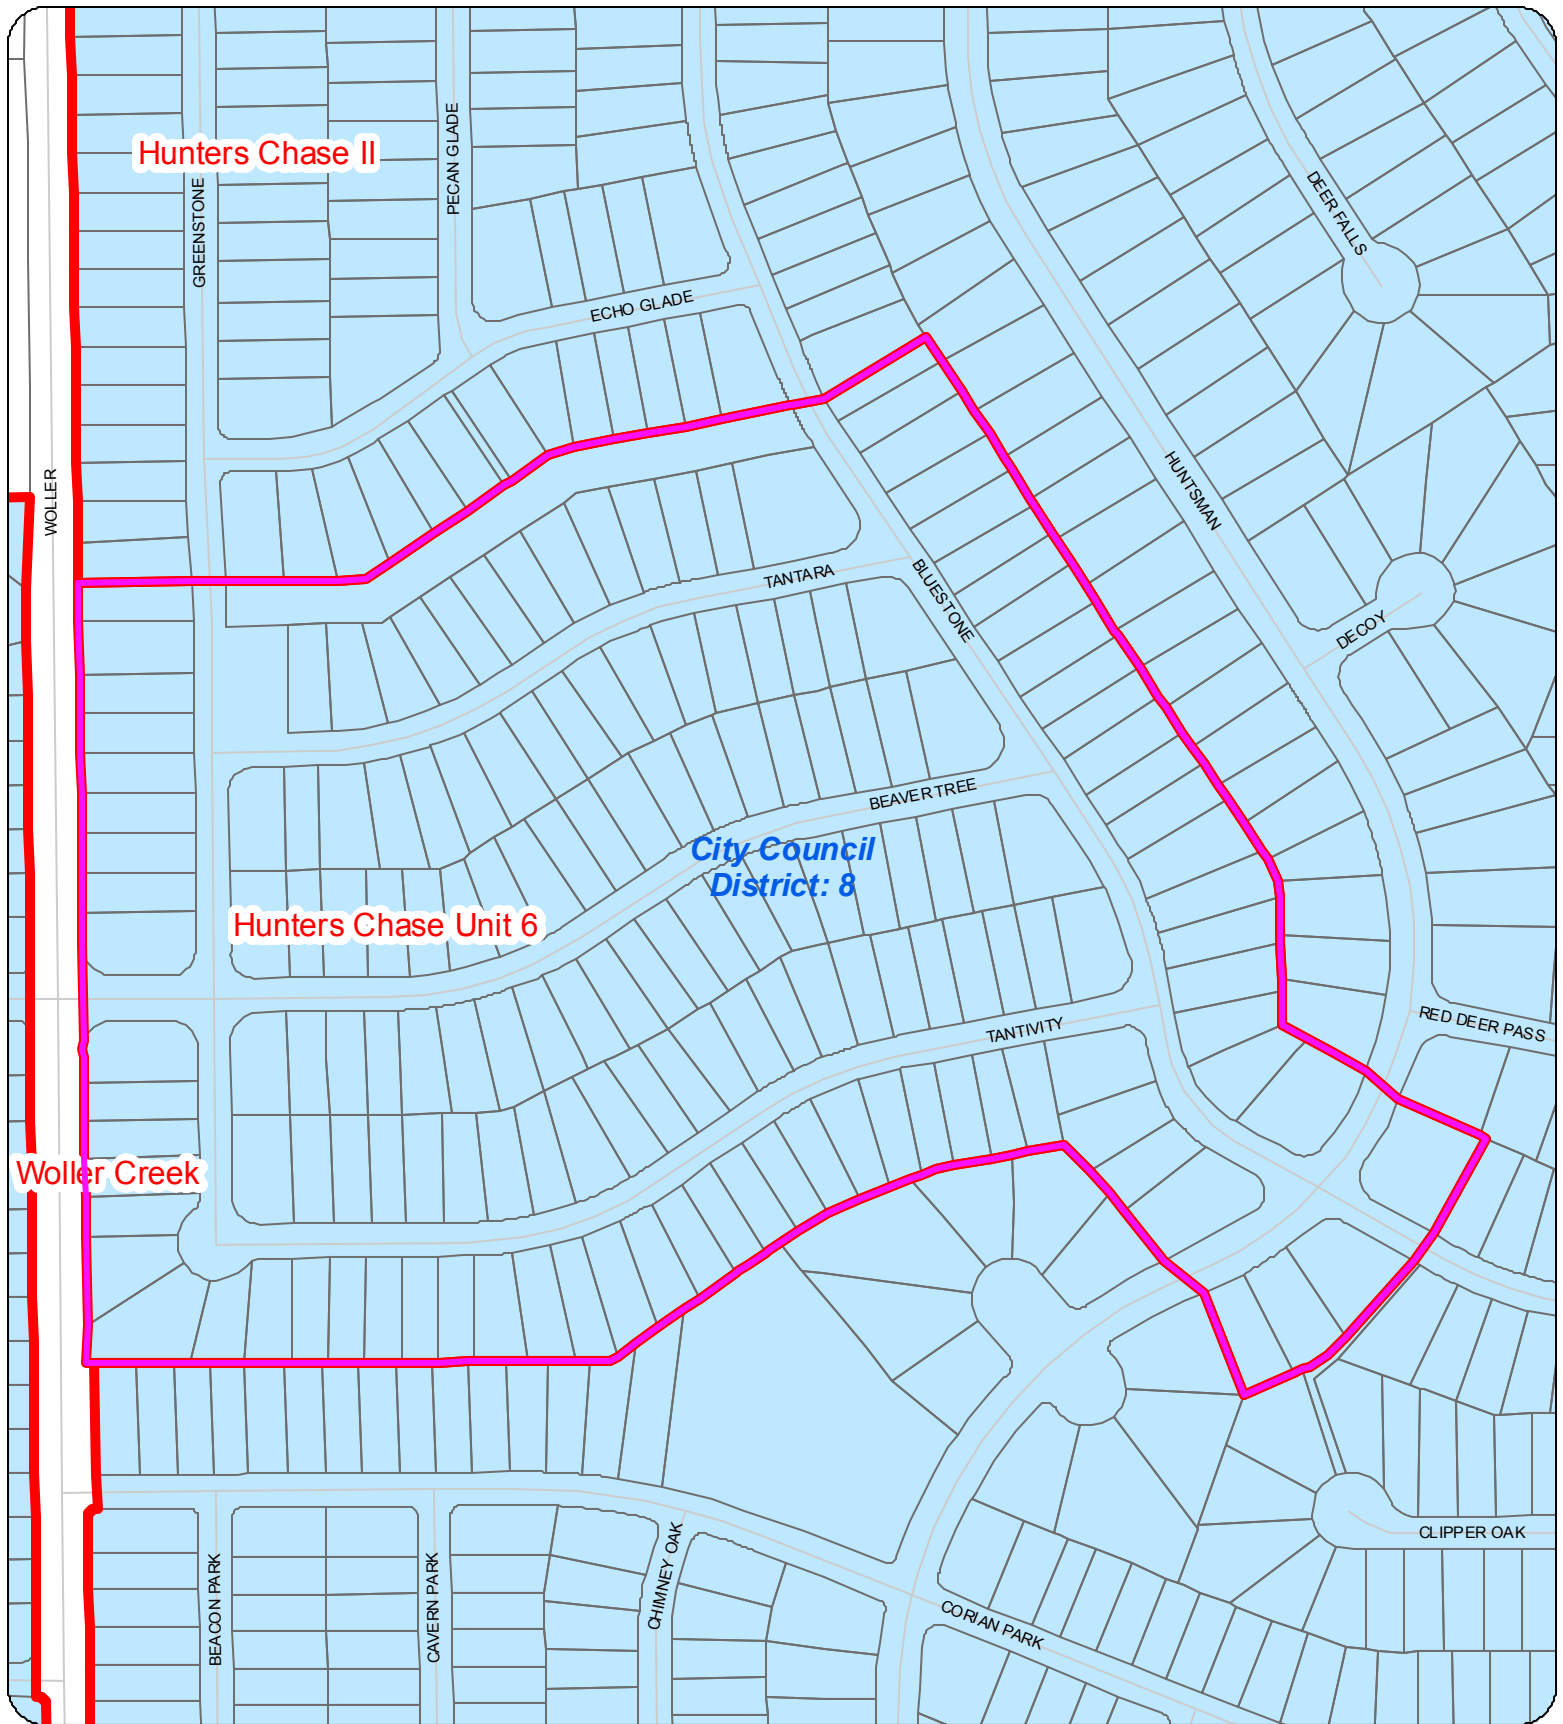 Hunters Chase II
PECAN GLADE
GREENSTONE
DEER FALLS
ECHO GLADE
WOLLER
HUNTSMAN
TANTARA
BLUESTONE
DECOY
BEAVER TREE
City Council
District: 8
Hunters Chase Unit 6
RED DEER PASS
TANTIVITY
Woller Creek
CLIPPER OAK
BEACON PARK
CAVERN PARK
CHIMNEY OAK
CORIAN PARK